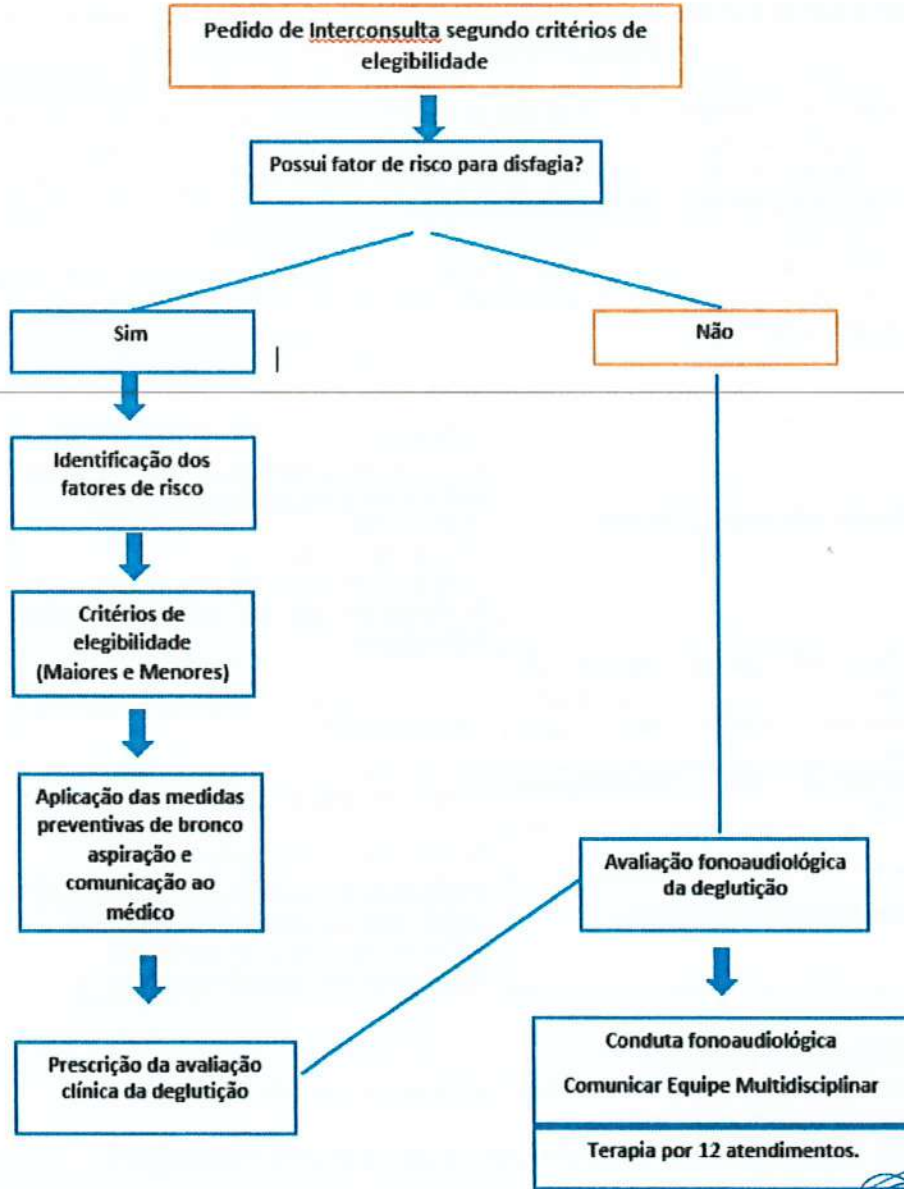 Pedido de Interconsulta segundo critérios de
elegibilidade
Possui fator de risco para disfagia?
Sim
Não
Identificação dos
fatores de risco
Critérios de
elegibilidade
(Maiores e Menores)
Aplicação das medidas
preventivas de bronco
aspiração e
comunicação ao
médico
Prescrição da avaliação
clínica da deglutição
Avaliação fonoaudiológica
da deglutição
Conduta fonoaudiológica
Comunicar Equipe Multidisciplinar
Terapia por 12 atendimentos.